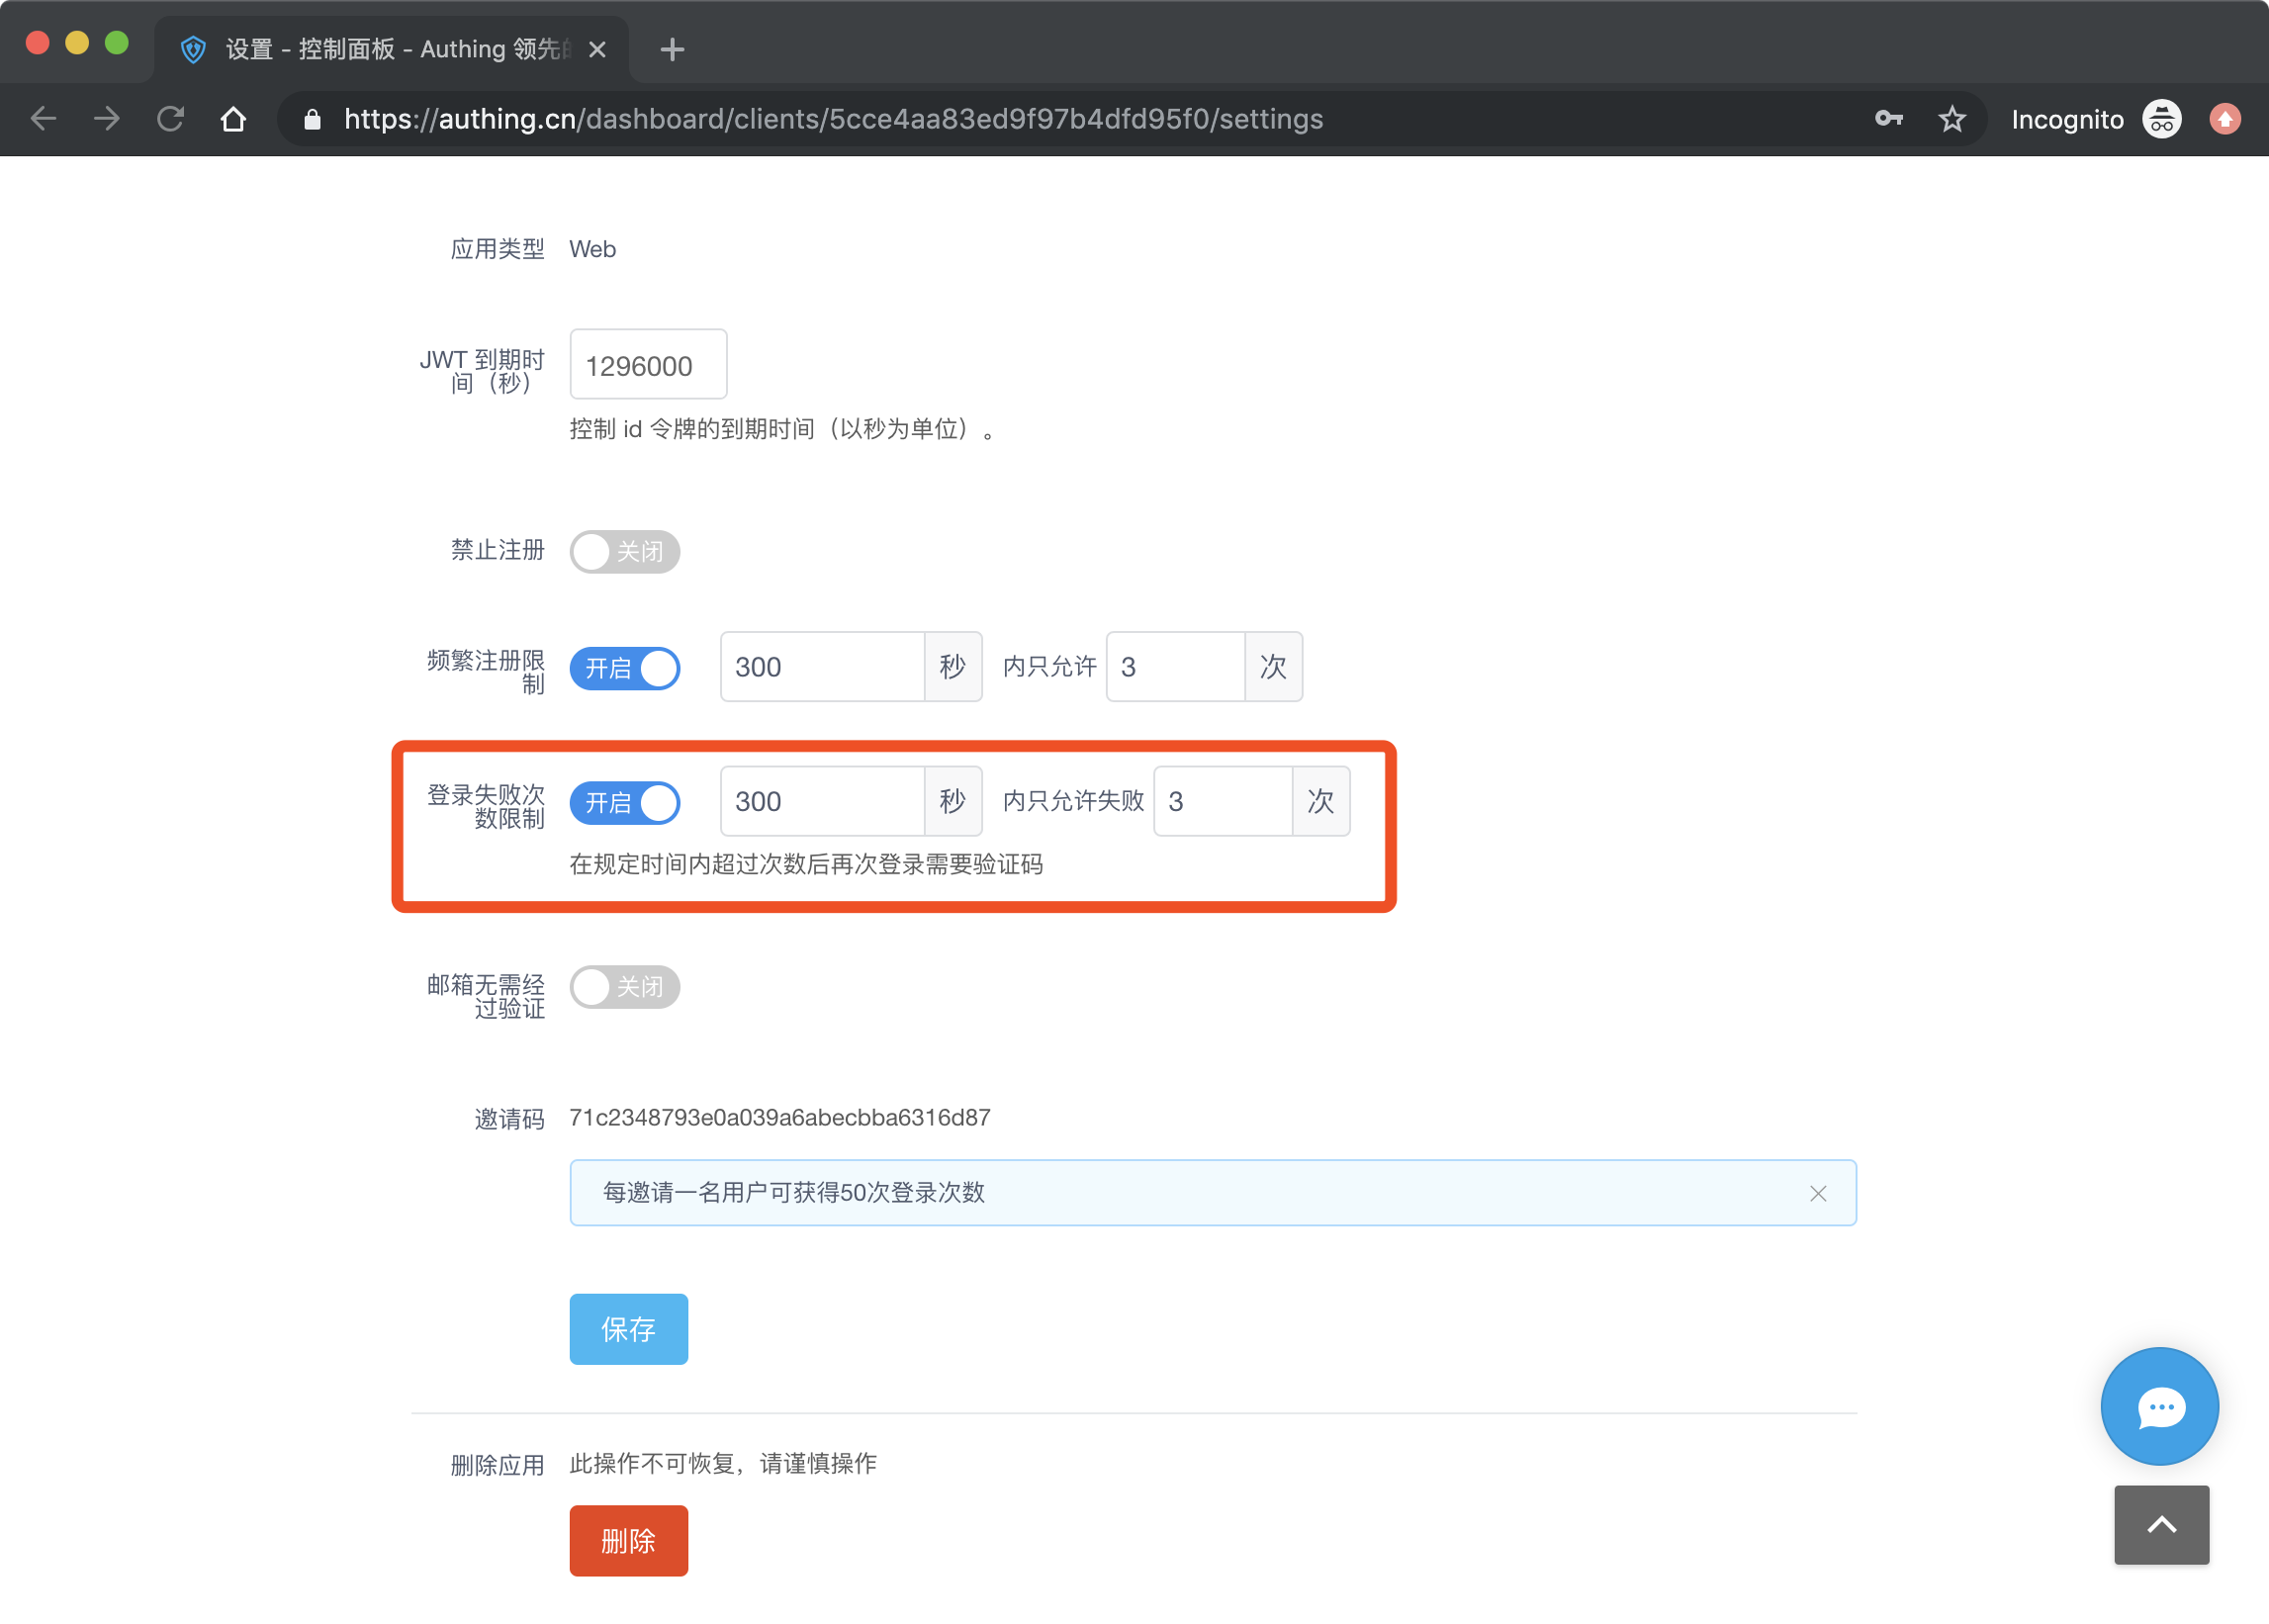 设置 - 控制面板 - Authing 领先
https://authing.cn/dashboard/clients/5cce4aa83ed9f97b4dfd95f0/settings
Incognito
应用类型 Web
JWT 到期时
间（秒）
1296000
控制 id 令牌的到期时间（以秒为单位）。
禁止注册 关闭
频繁注册限
制
开启 300 秒 内只允许 3 次
登录失败次
数限制
开启 300 秒 内只允许失败 3 次
在规定时间内超过次数后再次登录需要验证码
邮箱无需经
过验证
关闭
邀请码 71c2348793e0a039a6abecbba6316d87
每邀请一名用户可获得50次登录次数
保存
删除应用 此操作不可恢复，请谨慎操作
删除